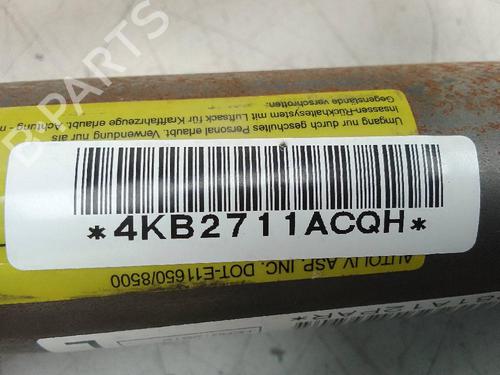 B PARTS
Umgang nur durch geschultes Personal erlaubt. Verwendung nur als
Insassen-Rückhaltesystem mit Luftsack für Kraftfahrzeuge erlaubt. Achtung - n
Gegenstände verschrotten.
*4KB2711ACQH*
AUTOLIV ASP, INC. DOT-E11650/8500
L